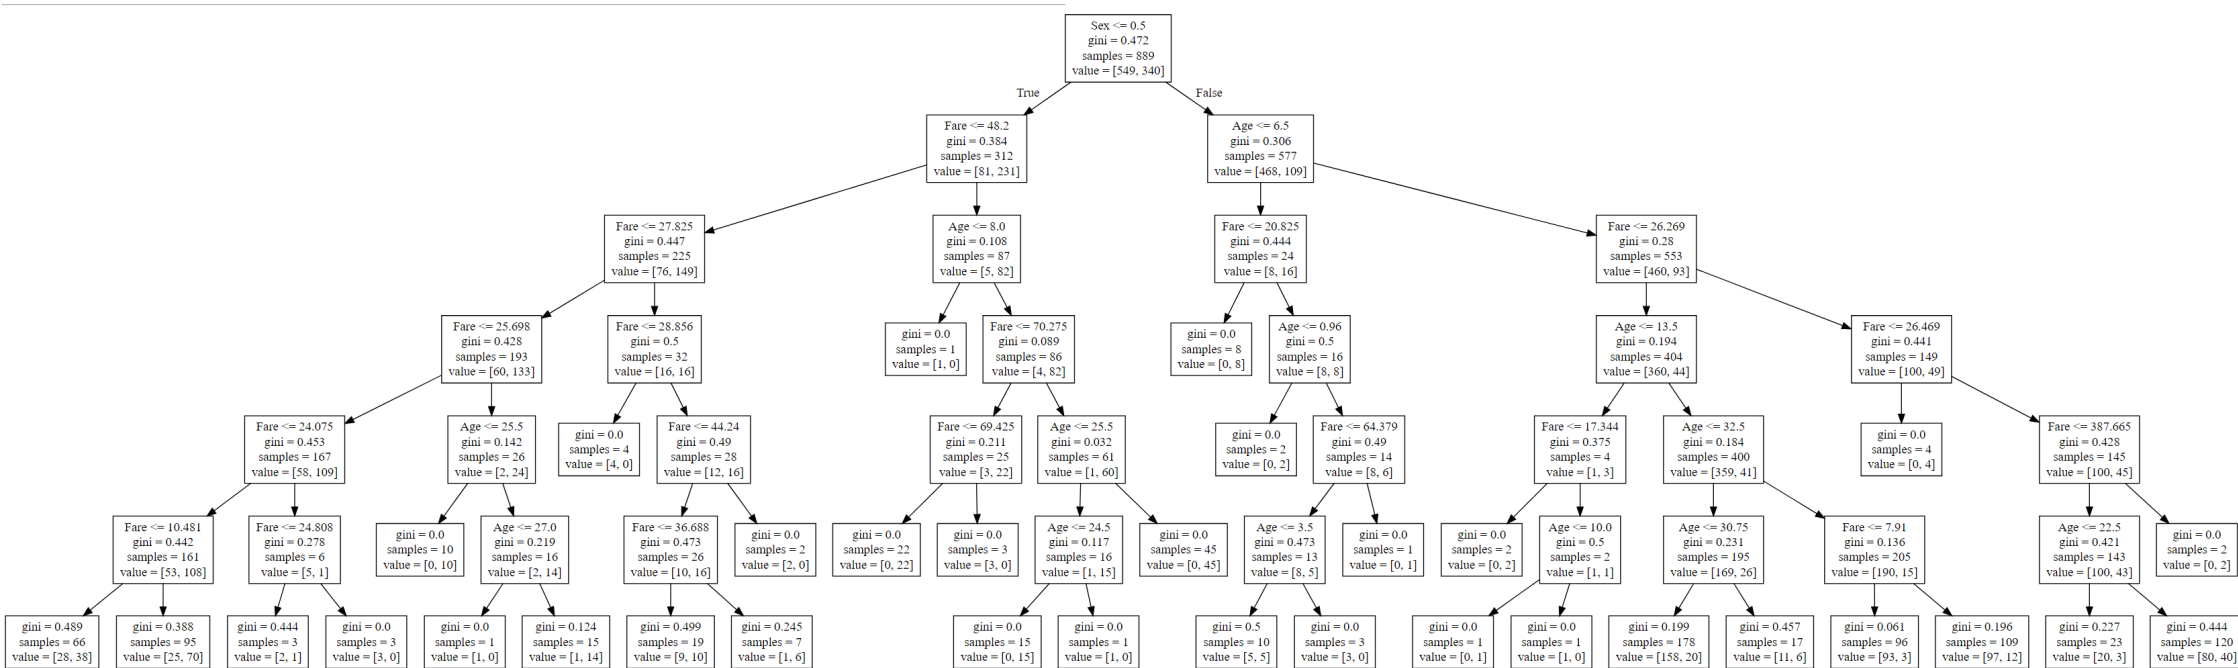 Sex <= 0.5
gini = 0.472
samples = 889
value = [549, 340]
True
False
Fare <= 48.2
gini = 0.384
samples = 312
value = [81, 231]
Age <= 6.5
gini = 0.306
samples = 577
value = [468, 109]
Fare <= 27.825
gini = 0.447
samples = 225
value = [76, 149]
Age <= 8.0
gini = 0.108
samples = 87
value = [5, 82]
Fare <= 20.825
gini = 0.444
samples = 24
value = [8, 16]
Fare <= 26.269
gini = 0.28
samples = 553
value = [460, 93]
Fare <= 25.698
gini = 0.428
samples = 193
value = [60, 133]
Fare <= 28.856
gini = 0.5
samples = 32
value = [16, 16]
gini = 0.0
samples = 1
value = [1, 0]
Fare <= 70.275
gini = 0.089
samples = 86
value = [4, 82]
gini = 0.0
samples = 8
value = [0, 8]
Age <= 0.96
gini = 0.5
samples = 16
value = [8, 8]
Age <= 13.5
gini = 0.194
samples = 404
value = [360, 44]
Fare <= 26.469
gini = 0.441
samples = 149
value = [100, 49]
Fare <= 24.075
gini = 0.453
samples = 167
value = [58, 109]
Age <= 25.5
gini = 0.142
samples = 26
value = [2, 24]
gini = 0.0
samples = 4
value = [4, 0]
Fare <= 44.24
gini = 0.49
samples = 28
value = [12, 16]
Fare <= 69.425
gini = 0.211
samples = 25
value = [3, 22]
Age <= 25.5
gini = 0.032
samples = 61
value = [1, 60]
gini = 0.0
samples = 2
value = [0, 2]
Fare <= 64.379
gini = 0.49
samples = 14
value = [8, 6]
Fare <= 17.344
gini = 0.375
samples = 4
value = [1, 3]
Age <= 32.5
gini = 0.184
samples = 400
value = [359, 41]
gini = 0.0
samples = 4
value = [0, 4]
Fare <= 387.665
gini = 0.428
samples = 145
value = [100, 45]
Fare <= 10.481
gini = 0.442
samples = 161
value = [53, 108]
Fare <= 24.808
gini = 0.278
samples = 6
value = [5, 1]
gini = 0.0
samples = 10
value = [0, 10]
Age <= 27.0
gini = 0.219
samples = 16
value = [2, 14]
Fare <= 36.688
gini = 0.473
samples = 26
value = [10, 16]
gini = 0.0
samples = 2
value = [2, 0]
gini = 0.0
samples = 22
value = [0, 22]
gini = 0.0
samples = 3
value = [3, 0]
Age <= 24.5
gini = 0.117
samples = 16
value = [1, 15]
gini = 0.0
samples = 45
value = [0, 45]
Age <= 3.5
gini = 0.473
samples = 13
value = [8, 5]
gini = 0.0
samples = 1
value = [0, 1]
gini = 0.0
samples = 2
value = [0, 2]
Age <= 10.0
gini = 0.5
samples = 2
value = [1, 1]
Age <= 30.75
gini = 0.231
samples = 195
value = [169, 26]
Fare <= 7.91
gini = 0.136
samples = 205
value = [190, 15]
Age <= 22.5
gini = 0.421
samples = 143
value = [100, 43]
gini = 0.0
samples = 2
value = [0, 2]
gini = 0.489
samples = 66
value = [28, 38]
gini = 0.388
samples = 95
value = [25, 70]
gini = 0.444
samples = 3
value = [2, 1]
gini = 0.0
samples = 3
value = [3, 0]
gini = 0.0
samples = 1
value = [1, 0]
gini = 0.124
samples = 15
value = [1, 14]
gini = 0.499
samples = 19
value = [9, 10]
gini = 0.245
samples = 7
value = [1, 6]
gini = 0.0
samples = 15
value = [0, 15]
gini = 0.0
samples = 1
value = [1, 0]
gini = 0.5
samples = 10
value = [5, 5]
gini = 0.0
samples = 3
value = [3, 0]
gini = 0.0
samples = 1
value = [0, 1]
gini = 0.0
samples = 1
value = [1, 0]
gini = 0.199
samples = 178
value = [158, 20]
gini = 0.457
samples = 17
value = [11, 6]
gini = 0.061
samples = 96
value = [93, 3]
gini = 0.196
samples = 109
value = [97, 12]
gini = 0.227
samples = 23
value = [20, 3]
gini = 0.444
samples = 120
value = [80, 40]